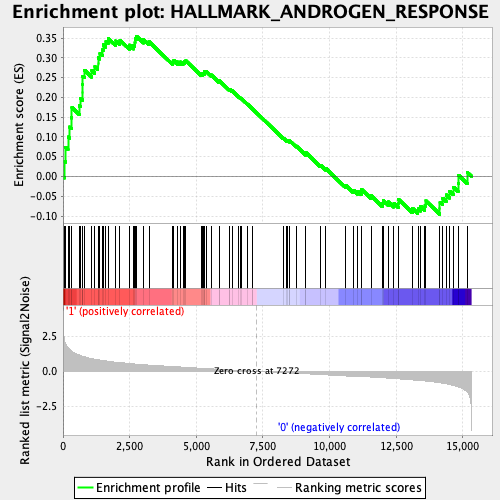 Enrichment plot: HALLMARK_ANDROGEN_RESPONSE
Enrichment score (ES)
0.35
0.30
0.25
0.20
0.15
0.10
0.05
0.00
-0.05
-0.10
'1' (positively correlated)
Ranked list metric (Signal2Noise)
2.5
0.0
-2.5
Zero cross at 7272
'0' (negatively correlated)
0
2,500
5,000
7,500
10,000
12,500
15,000
Rank in Ordered Dataset
Enrichment profile
Hits
Ranking metric scores